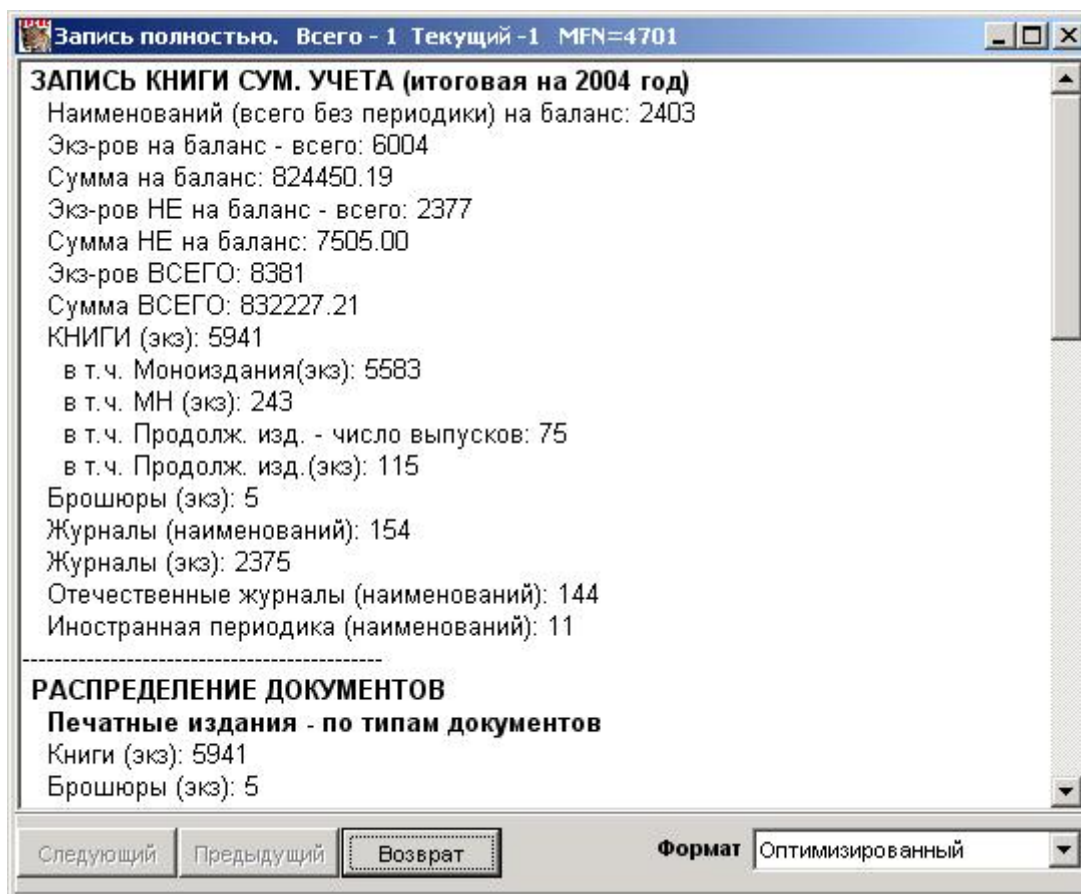 Запись полностью. Всего - 1 Текущий -1 MFN=4701
ЗАПИСЬ КНИГИ СУМ. УЧЕТА (итоговая на 2004 год)
Наименований (всего без периодики) на баланс: 2403
Экз-ров на баланс - всего: 6004
Сумма на баланс: 824450.19
Экз-ров НЕ на баланс - всего: 2377
Сумма НЕ на баланс: 7505.00
Экз-ров ВСЕГО: 8381
Сумма ВСЕГО: 832227.21
КНИГИ (экз): 5941
в т.ч. Моноиздания(экз): 5583
в т.ч. МН (экз): 243
в т.ч. Продолж. изд. - число выпусков: 75
в т.ч. Продолж. изд.(экз): 115
Брошюры (экз): 5
Журналы (наименований): 154
Журналы (экз): 2375
Отечественные журналы (наименований): 144
Иностранная периодика (наименований): 11
---------------------------------------------
РАСПРЕДЕЛЕНИЕ ДОКУМЕНТОВ
Печатные издания - по типам документов
Книги (экз): 5941
Брошюры (экз): 5
Следующий Предыдущий Возврат Формат Оптимизированный